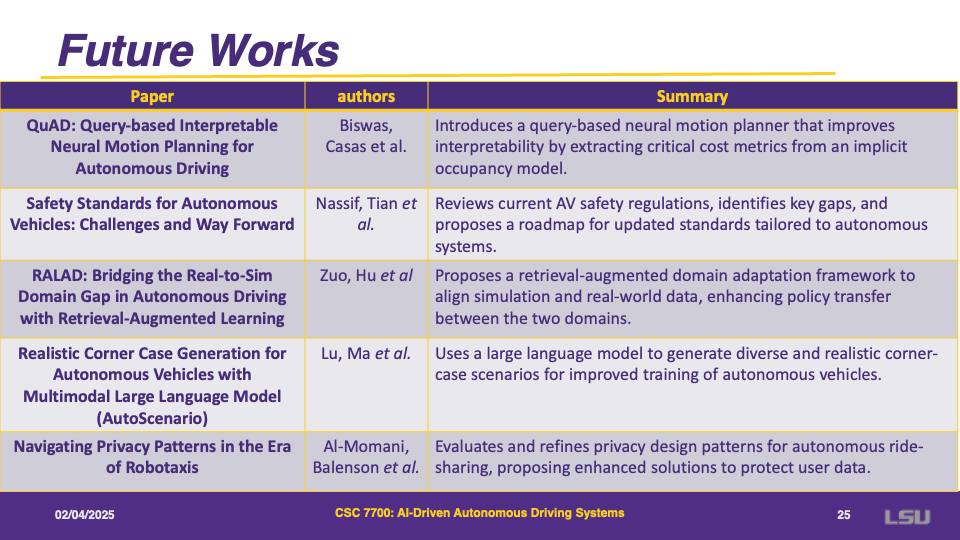 Future Works
Paper
authors
Summary
QuAD: Query-based Interpretable
Neural Motion Planning for
Autonomous Driving
Biswas,
Casas et al.
Introduces a query-based neural motion planner that improves
interpretability by extracting critical cost metrics from an implicit
occupancy model.
Safety Standards for Autonomous
Vehicles: Challenges and Way Forward
Nassif, Tian et
al.
Reviews current AV safety regulations, identifies key gaps, and
proposes a roadmap for updated standards tailored to autonomous
systems.
RALAD: Bridging the Real-to-Sim
Domain Gap in Autonomous Driving
with Retrieval-Augmented Learning
Zuo, Hu et al
Proposes a retrieval-augmented domain adaptation framework to
align simulation and real-world data, enhancing policy transfer
between the two domains.
Realistic Corner Case Generation for
Autonomous Vehicles with
Multimodal Large Language Model
(AutoScenario)
Lu, Ma et al.
Uses a large language model to generate diverse and realistic corner-
case scenarios for improved training of autonomous vehicles.
Navigating Privacy Patterns in the Era
of Robotaxis
Al-Momani,
Balenson et al.
Evaluates and refines privacy design patterns for autonomous ride-
sharing, proposing enhanced solutions to protect user data.
02/04/2025
CSC 7700: AI-Driven Autonomous Driving Systems
25
LSU